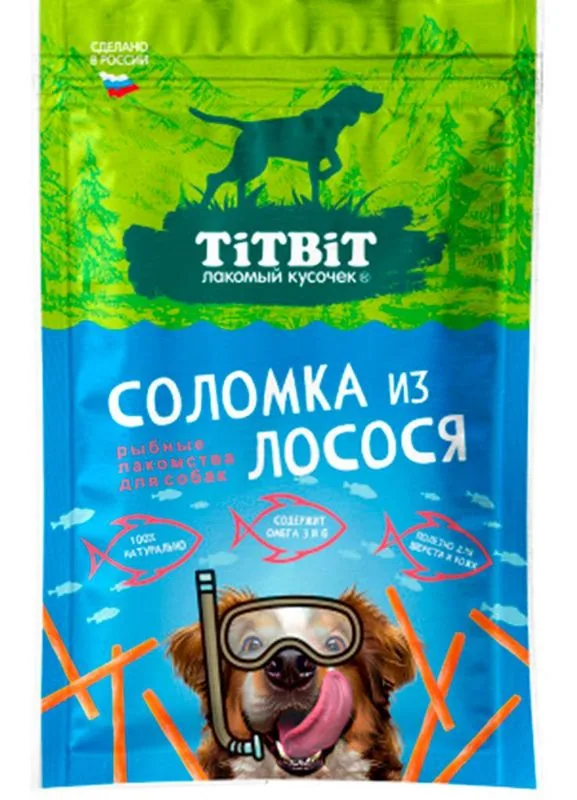 СДЕЛАНО
В РОССИИ
TiTBiT
лакомый кусочек®
СОЛОМКА ИЗ
ЛОСОСЯ
рыбные
лакомства
для собак
100%
НАТУРАЛЬНО
СОДЕРЖИТ
ОМЕГА 3 И 6
ПОЛЕЗНО ДЛЯ
ШЕРСТИ И КОЖИ